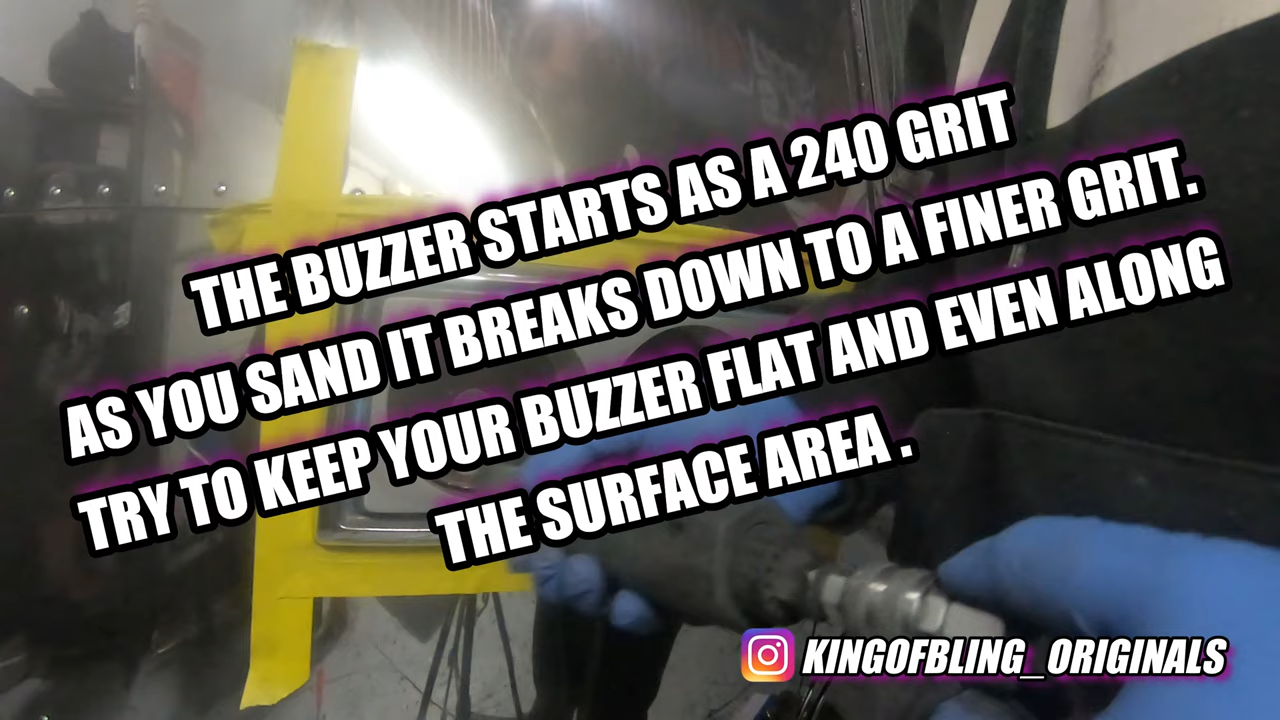 THE BUZZER STARTS AS A 240 GRIT
AS YOU SAND IT BREAKS DOWN TO A FINER GRIT.
TRY TO KEEP YOUR BUZZER FLAT AND EVEN ALONG
THE SURFACE AREA .
KINGOFBLING_ORIGINALS